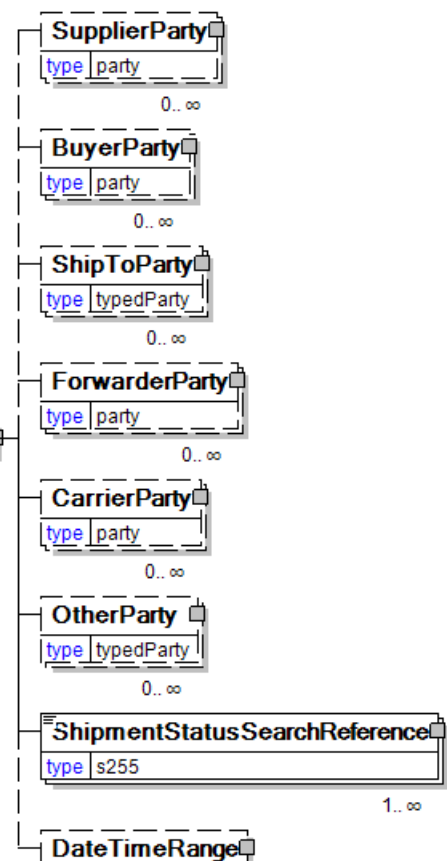 SupplierParty
type party
0.. ∞
BuyerParty
type party
0.. ∞
ShipToParty
type typedParty
0.. ∞
ForwarderParty
type party
0.. ∞
CarrierParty
type party
0.. ∞
OtherParty
type typedParty
0.. ∞
ShipmentStatusSearchReference
type s255
1.. ∞
DateTimeRange